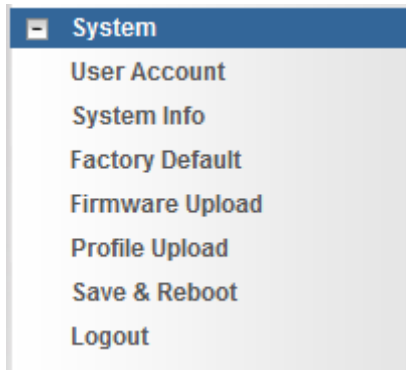 System
User Account
System Info
Factory Default
Firmware Upload
Profile Upload
Save & Reboot
Logout